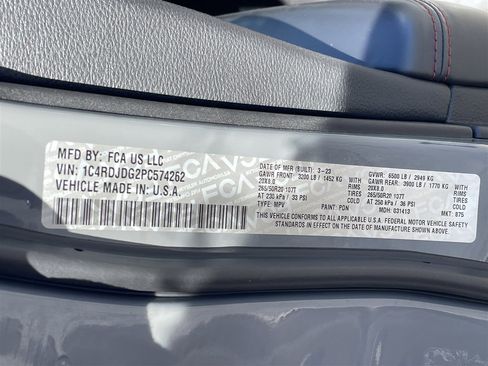 MFD BY: FCA US LLC
VIN: 1C4RDJDG2PC574262
VEHICLE MADE IN U.S.A.
DATE OF MFR (BUILT): 3-23
GAWR FRONT: 3200 LB / 1452 KG WITH
20X8.0 RIMS
265/50R20 107T
AT 230 kPa / 33 PSI COLD
TYPE: MPV PAINT: PDN
GVWR: 6500 LB / 2949 KG
GAWR REAR: 3900 LB / 1770 KG WITH
20X8.0 RIMS
265/50R20 107T
AT 250 kPa / 36 PSI COLD
MDH: 031413 MKT: 875
THIS VEHICLE CONFORMS TO ALL APPLICABLE U.S.A. FEDERAL MOTOR VEHICLE SAFETY
STANDARDS IN EFFECT ON THE DATE OF MANUFACTURE SHOWN ABOVE.